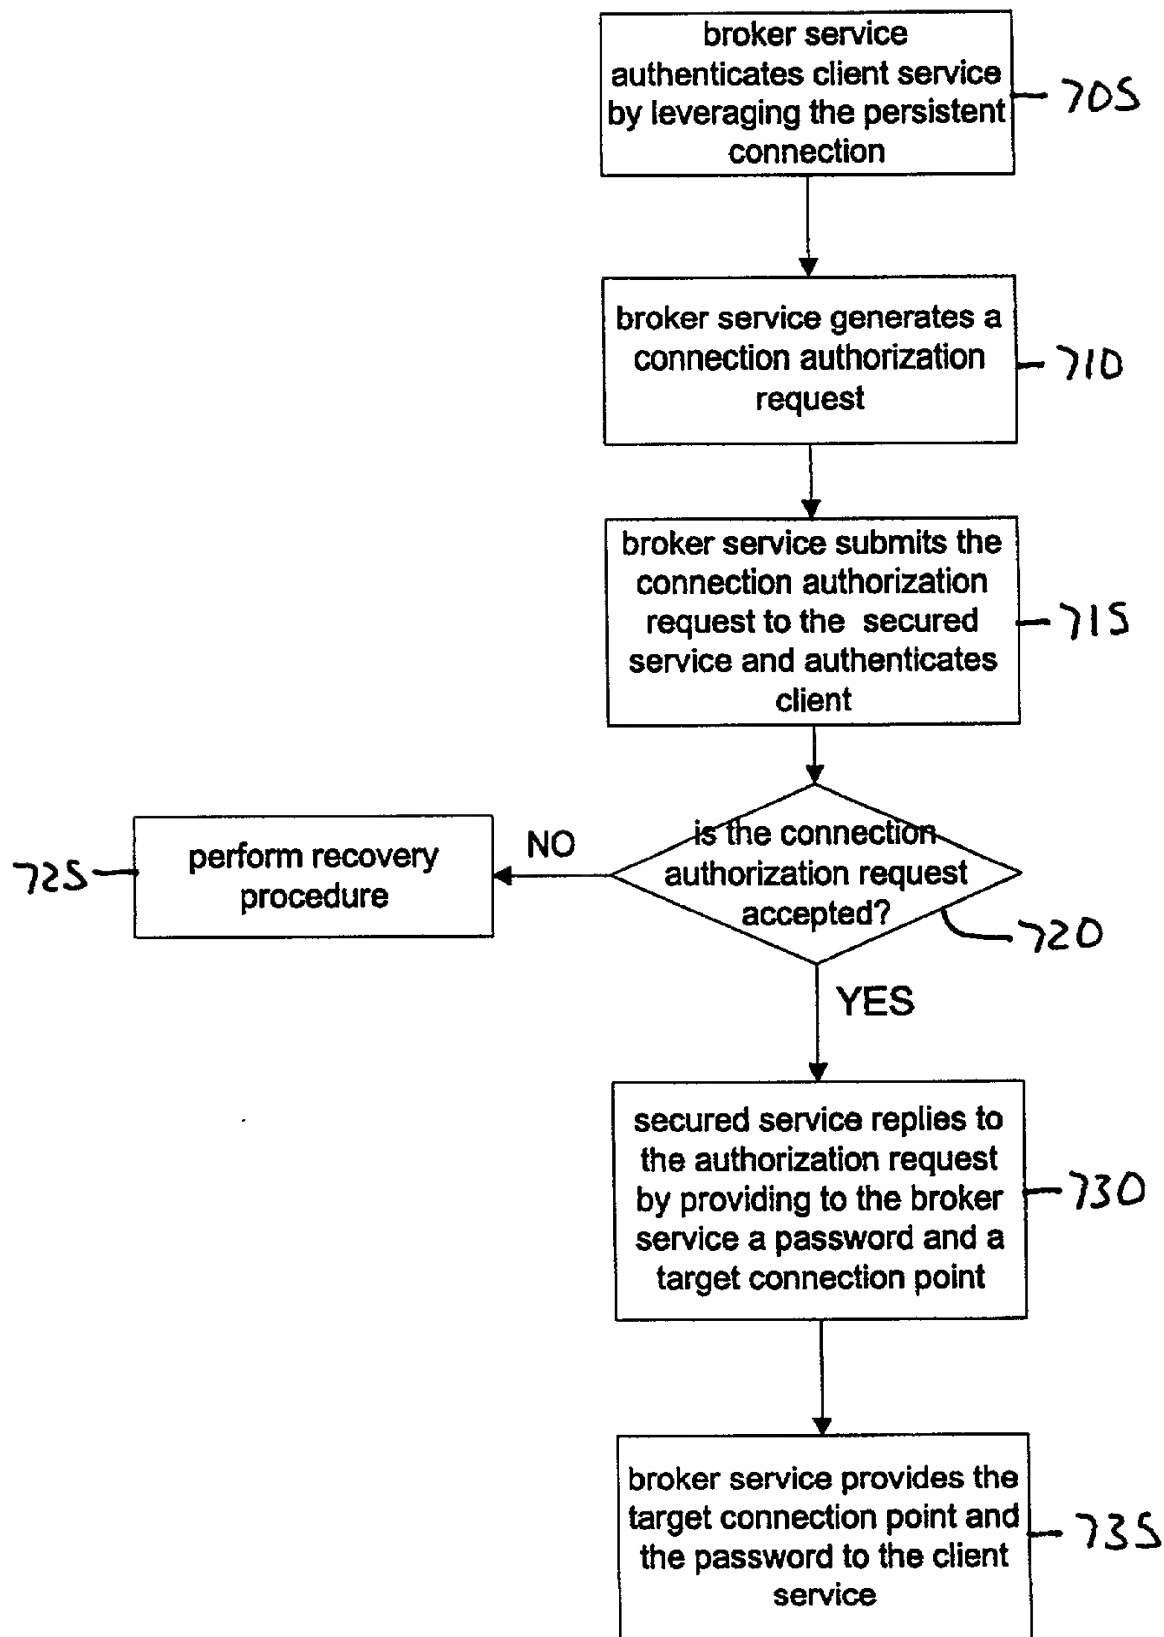 broker service
authenticates client service
by leveraging the persistent
connection
705
broker service generates a
connection authorization
request
710
broker service submits the
connection authorization
request to the secured
service and authenticates
client
715
is the connection
authorization request
accepted?
720
NO
perform recovery
procedure
725
YES
secured service replies to
the authorization request
by providing to the broker
service a password and a
target connection point
730
broker service provides the
target connection point and
the password to the client
service
735